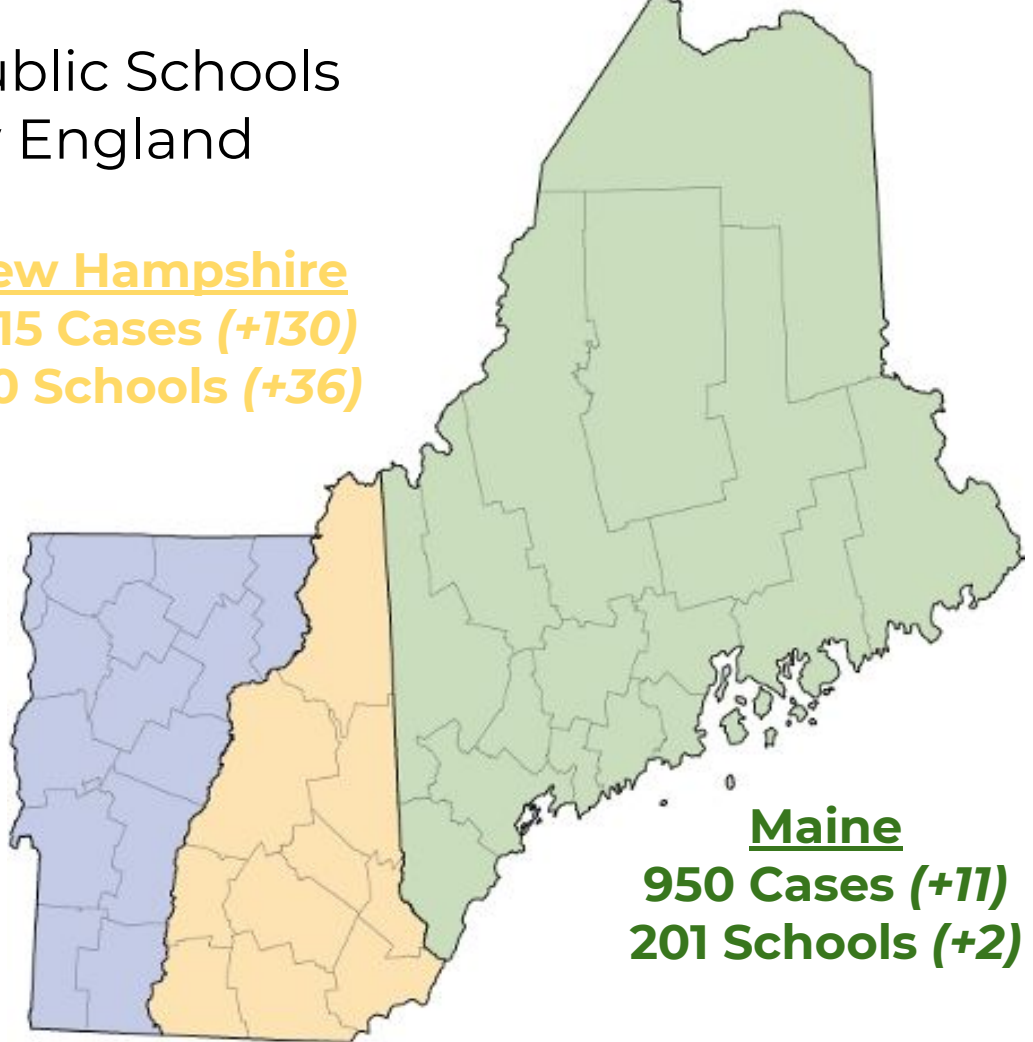 ublic Schools
England
ew Hampshire
15 Cases (+130)
0 Schools (+36)
Maine
950 Cases (+11)
201 Schools (+2)